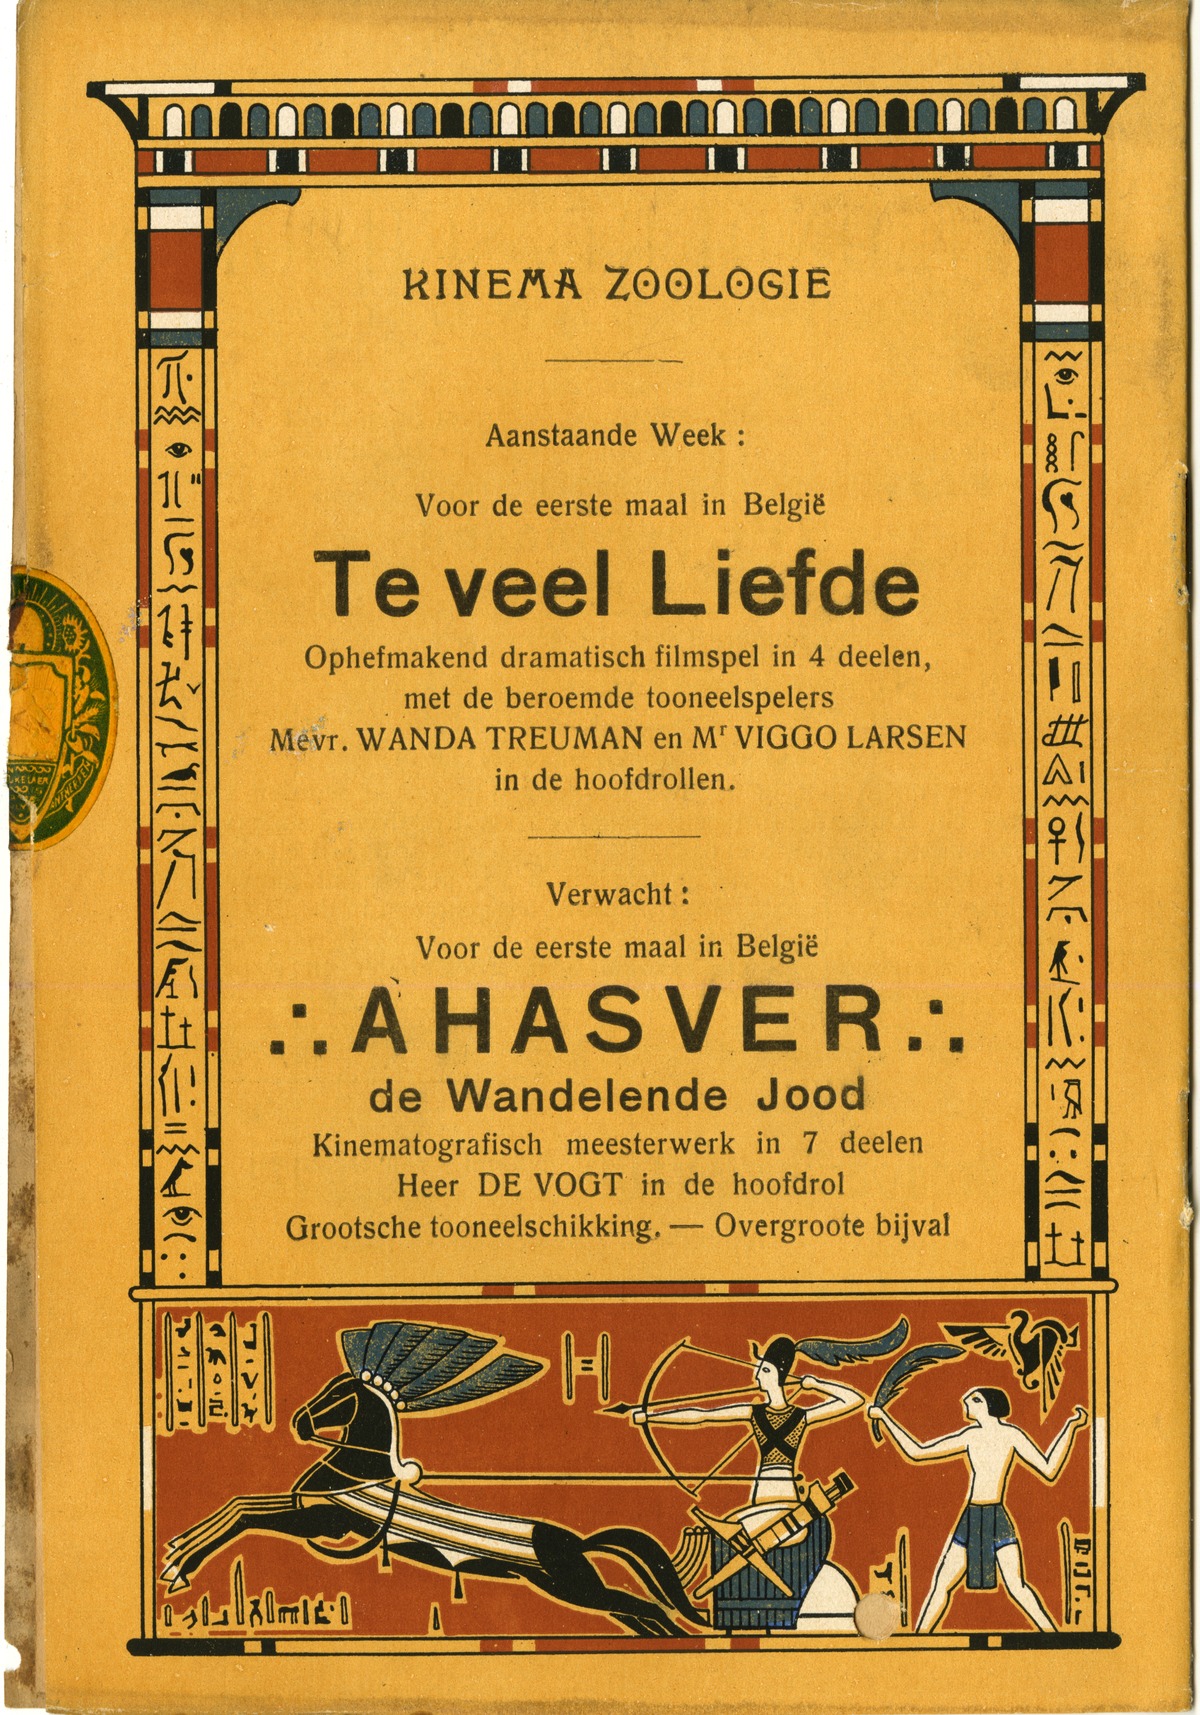 KINEMA ZOOLOGIE
Aanstaande Week :
Voor de eerste maal in België
Te veel Liefde
Ophefmakend dramatisch filmspel in 4 deelen,
met de beroemde tooneelspelers
Mevr. WANDA TREUMAN en Mʳ VIGGO LARSEN
in de hoofdrollen.
Verwacht :
Voor de eerste maal in België
∴ AHASVER ∴
de Wandelende Jood
Kinematografisch meesterwerk in 7 deelen
Heer DE VOGT in de hoofdrol
Grootsche tooneelschikking. — Overgroote bijval